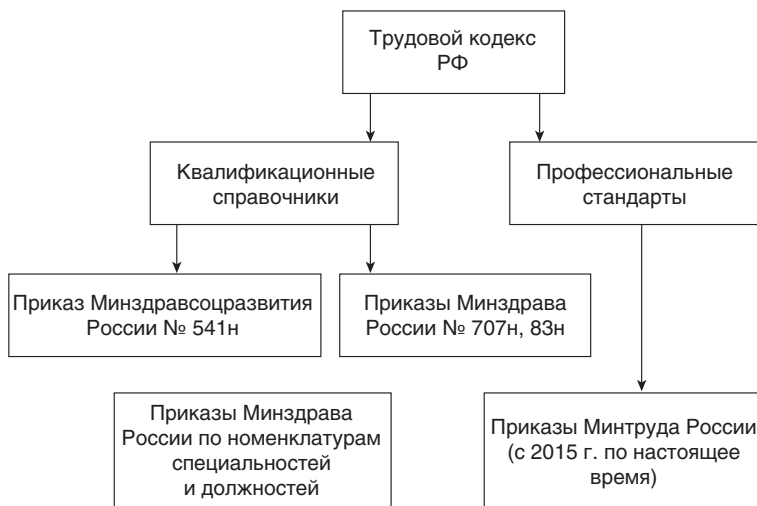 Трудовой кодекс
РФ
Квалификационные
справочники
Профессиональные
стандарты
Приказ Минздравсоцразвития
России № 541н
Приказы Минздрава
России № 707н, 83н
Приказы Минздрава
России по номенклатурам
специальностей
и должностей
Приказы Минтруда России
(с 2015 г. по настоящее
время)